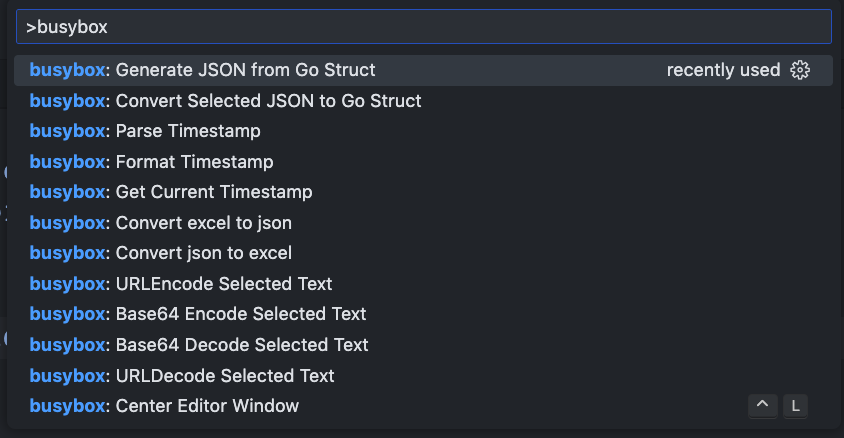 >busybox
busybox: Generate JSON from Go Struct recently used
busybox: Convert Selected JSON to Go Struct
busybox: Parse Timestamp
busybox: Format Timestamp
busybox: Get Current Timestamp
busybox: Convert excel to json
busybox: Convert json to excel
busybox: URLEncode Selected Text
busybox: Base64 Encode Selected Text
busybox: Base64 Decode Selected Text
busybox: URLDecode Selected Text
busybox: Center Editor Window ^ L